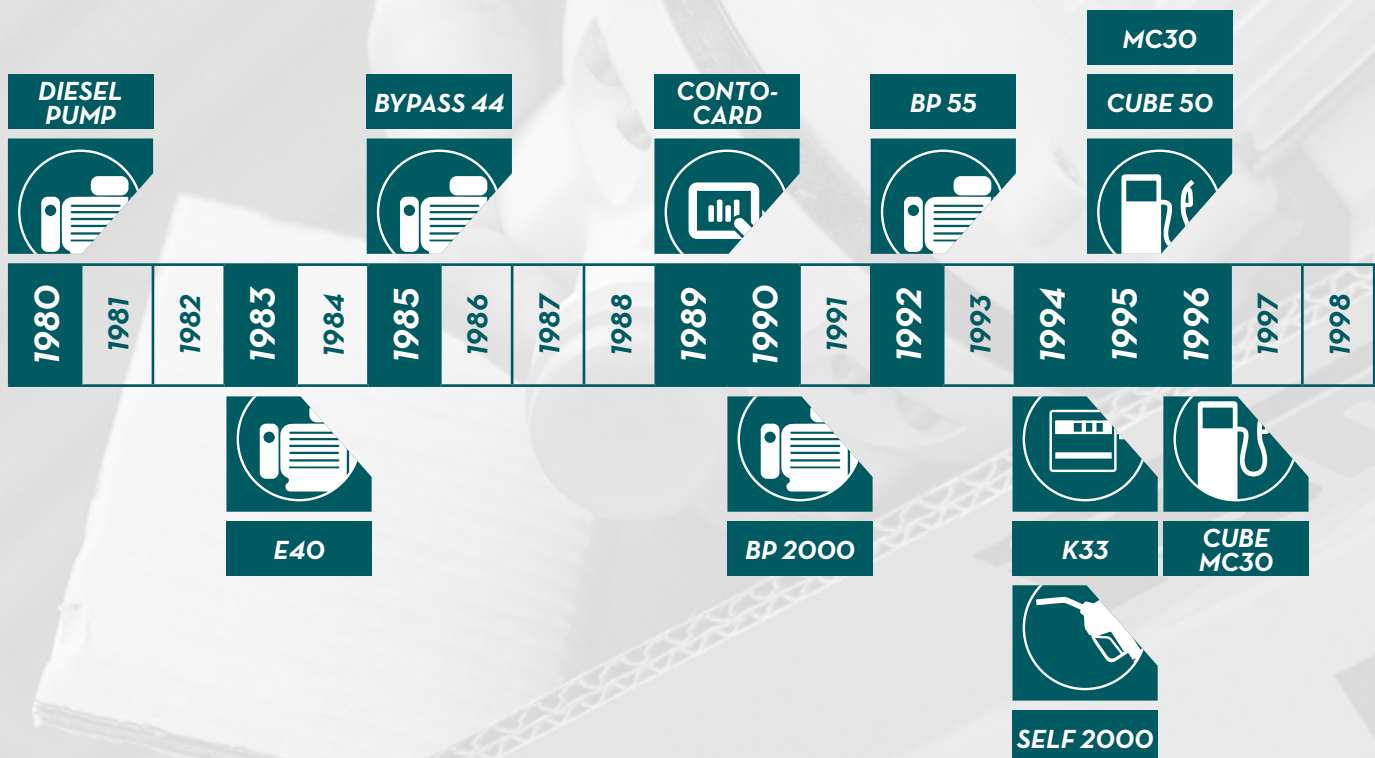 MC30
DIESEL
PUMP
BYPASS 44
CONTO-
CARD
BP 55
CUBE 50
1980
1981
1982
1983
1984
1985
1986
1987
1988
1989
1990
1991
1992
1993
1994
1995
1996
1997
1998
E40
BP 2000
K33
CUBE
MC30
SELF 2000